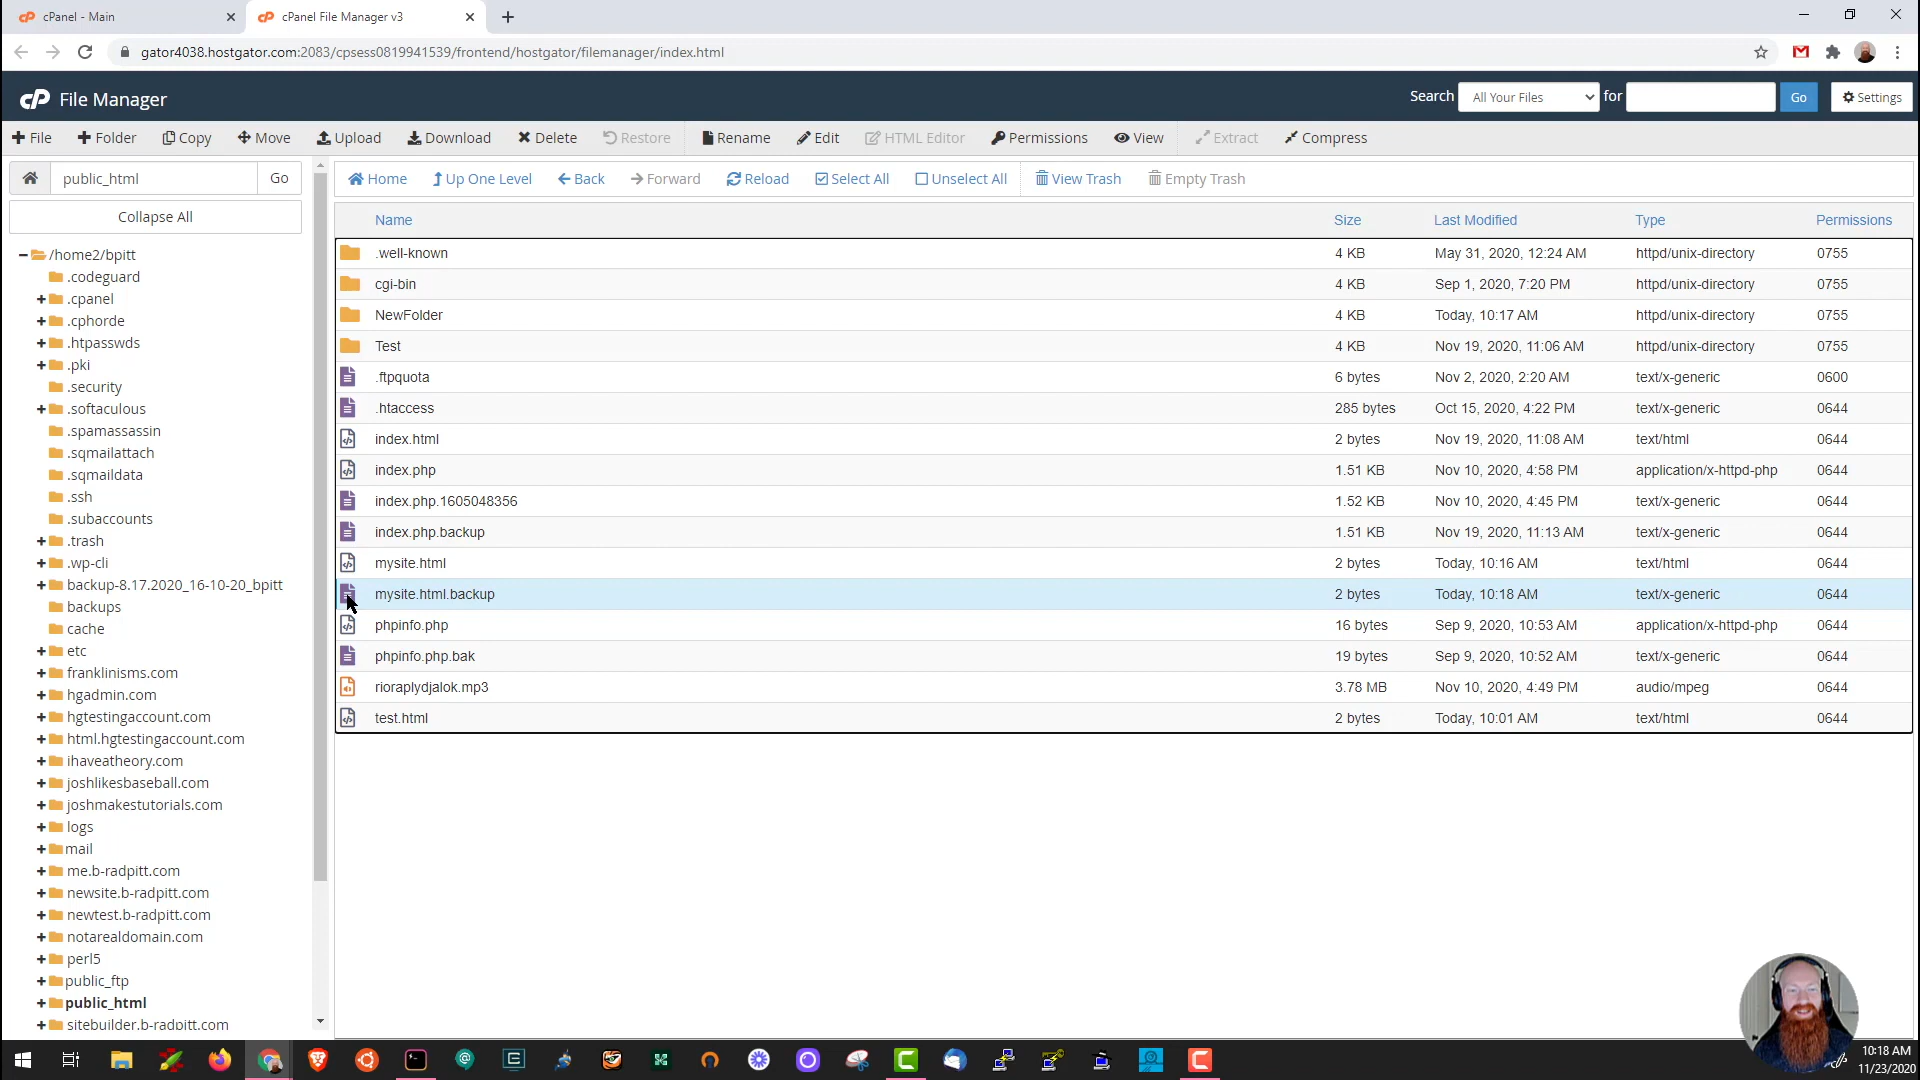 cPanel - Main
cPanel File Manager v3
gator4038.hostgator.com:2083/cpsess0819941539/frontend/hostgator/filemanager/index.html
cP File Manager
Search All Your Files for Go Settings
File Folder Copy Move Upload Download Delete Restore Rename Edit HTML Editor Permissions View Extract Compress
public_html Go
Collapse All
/home2/bpitt
.codeguard
.cpanel
.cphorde
.htpasswds
.pki
.security
.softaculous
.spamassassin
.sqmailattach
.sqmaildata
.ssh
.subaccounts
.trash
.wp-cli
backup-8.17.2020_16-10-20_bpitt
backups
cache
etc
franklinisms.com
hgadmin.com
hgtestingaccount.com
html.hgtestingaccount.com
ihaveatheory.com
joshlikesbaseball.com
joshmakestutorials.com
logs
mail
me.b-radpitt.com
newsite.b-radpitt.com
newtest.b-radpitt.com
notarealdomain.com
perl5
public_ftp
public_html
sitebuilder.b-radpitt.com
Home Up One Level Back Forward Reload Select All Unselect All View Trash Empty Trash
Name Size Last Modified Type Permissions
.well-known 4 KB May 31, 2020, 12:24 AM httpd/unix-directory 0755
cgi-bin 4 KB Sep 1, 2020, 7:20 PM httpd/unix-directory 0755
NewFolder 4 KB Today, 10:17 AM httpd/unix-directory 0755
Test 4 KB Nov 19, 2020, 11:06 AM httpd/unix-directory 0755
.ftpquota 6 bytes Nov 2, 2020, 2:20 AM text/x-generic 0600
.htaccess 285 bytes Oct 15, 2020, 4:22 PM text/x-generic 0644
index.html 2 bytes Nov 19, 2020, 11:08 AM text/html 0644
index.php 1.51 KB Nov 10, 2020, 4:58 PM application/x-httpd-php 0644
index.php.1605048356 1.52 KB Nov 10, 2020, 4:45 PM text/x-generic 0644
index.php.backup 1.51 KB Nov 19, 2020, 11:13 AM text/x-generic 0644
mysite.html 2 bytes Today, 10:16 AM text/html 0644
mysite.html.backup 2 bytes Today, 10:18 AM text/x-generic 0644
phpinfo.php 16 bytes Sep 9, 2020, 10:53 AM application/x-httpd-php 0644
phpinfo.php.bak 19 bytes Sep 9, 2020, 10:52 AM text/x-generic 0644
rioraplydjalok.mp3 3.78 MB Nov 10, 2020, 4:49 PM audio/mpeg 0644
test.html 2 bytes Today, 10:01 AM text/html 0644
10:18 AM
11/23/2020